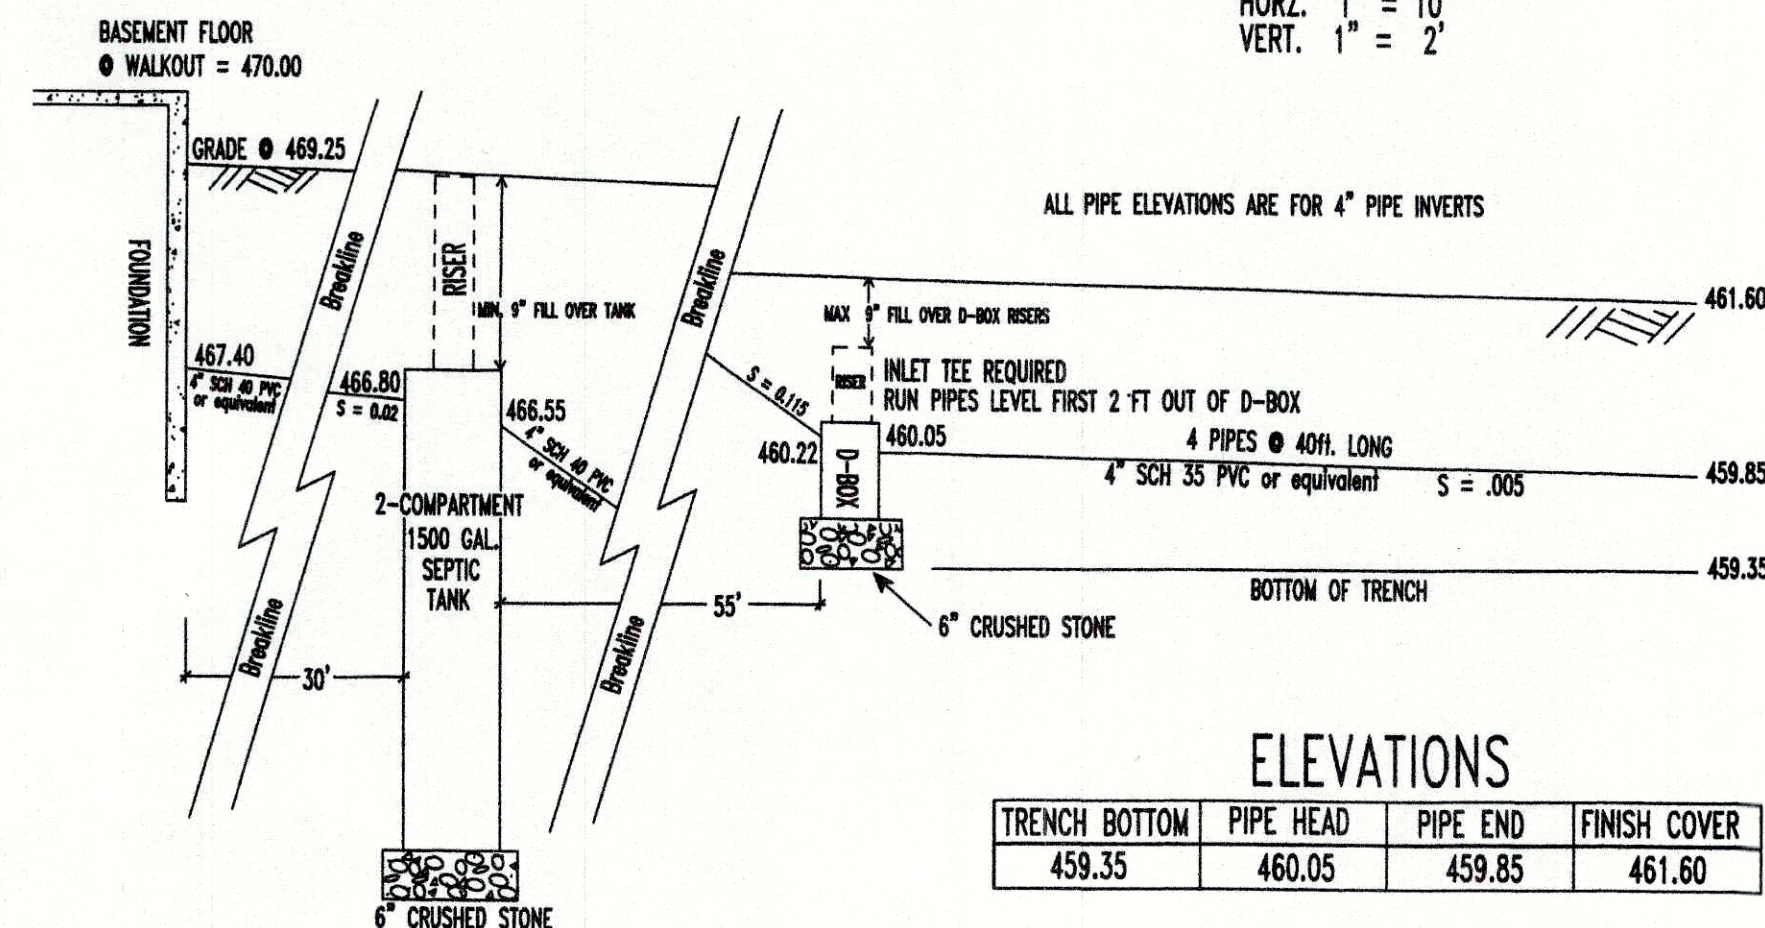 HORZ. 1" = 10'
VERT. 1" = 2'
BASEMENT FLOOR
@ WALKOUT = 470.00
GRADE @ 469.25
FOUNDATION
Breakline
RISER
MIN. 9" FILL OVER TANK
Breakline
ALL PIPE ELEVATIONS ARE FOR 4" PIPE INVERTS
461.60
MAX 9" FILL OVER D-BOX RISERS
467.40
4" SCH 40 PVC
or equivalent
466.80
S = 0.02
466.55
4" SCH 40 PVC
or equivalent
S = 0.115
RISER
INLET TEE REQUIRED
RUN PIPES LEVEL FIRST 2 FT OUT OF D-BOX
460.22
D-BOX
460.05
4 PIPES @ 40ft. LONG
4" SCH 35 PVC or equivalent
S = .005
459.85
2-COMPARTMENT
1500 GAL.
SEPTIC
TANK
459.35
BOTTOM OF TRENCH
55'
6" CRUSHED STONE
Breakline
Breakline
30'
6" CRUSHED STONE
ELEVATIONS
TRENCH BOTTOM PIPE HEAD PIPE END FINISH COVER
459.35 460.05 459.85 461.60